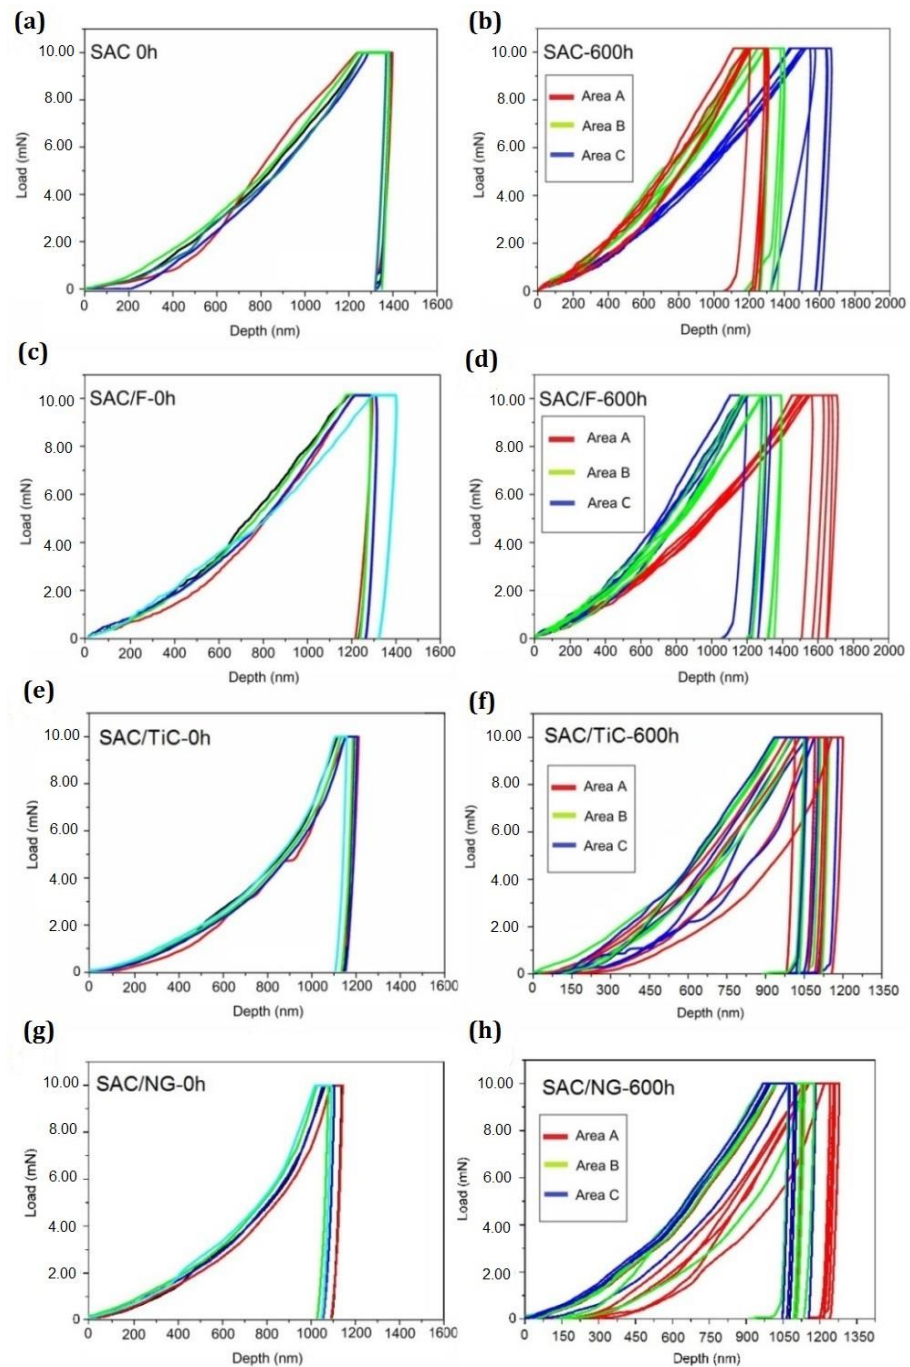 (a)
SAC 0h
10.00
8.00
6.00
4.00
2.00
0
Load (mN)
0 200 400 600 800 1000 1200 1400 1600
Depth (nm)
(b)
SAC-600h
Area A
Area B
Area C
10.00
8.00
6.00
4.00
2.00
0
Load (mN)
0 200 400 600 800 1000 1200 1400 1600 1800 2000
Depth (nm)
(c)
SAC/F-0h
10.00
8.00
6.00
4.00
2.00
0
Load (mN)
0 200 400 600 800 1000 1200 1400 1600
Depth (nm)
(d)
SAC/F-600h
Area A
Area B
Area C
10.00
8.00
6.00
4.00
2.00
0
Load (mN)
0 200 400 600 800 1000 1200 1400 1600 1800 2000
Depth (nm)
(e)
SAC/TiC-0h
10.00
8.00
6.00
4.00
2.00
0
Load (mN)
0 200 400 600 800 1000 1200 1400 1600
Depth (nm)
(f)
SAC/TiC-600h
Area A
Area B
Area C
10.00
8.00
6.00
4.00
2.00
0
Load (mN)
0 150 300 450 600 750 900 1050 1200 1350
Depth (nm)
(g)
SAC/NG-0h
10.00
8.00
6.00
4.00
2.00
0
Load (mN)
0 200 400 600 800 1000 1200 1400 1600
Depth (nm)
(h)
SAC/NG-600h
Area A
Area B
Area C
10.00
8.00
6.00
4.00
2.00
0
Load (mN)
0 150 300 450 600 750 900 1050 1200 1350
Depth (nm)